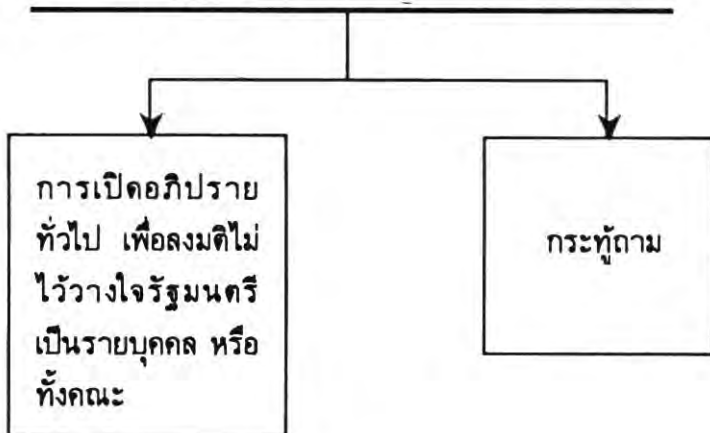 การเปิดอภิปราย
ทั่วไป เพื่อลงมติไม่
ไว้วางใจรัฐมนตรี
เป็นรายบุคคล หรือ
ทั้งคณะ
กระทู้ถาม